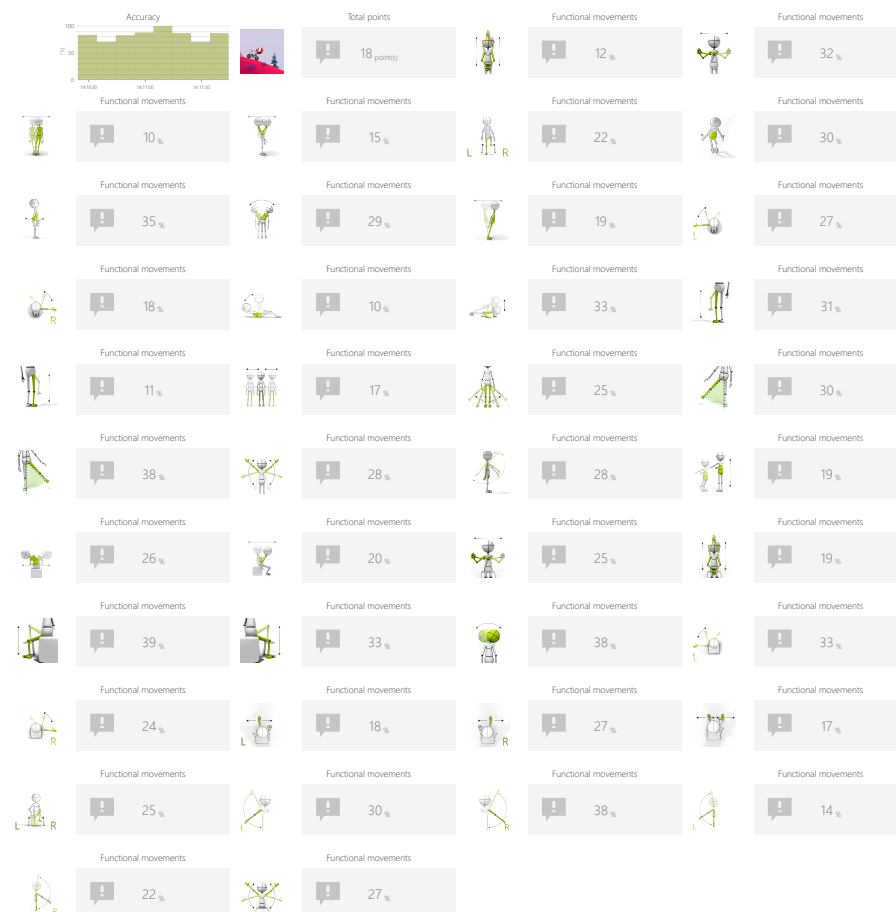 Accuracy
Total points
Functional movements
Functional movements
100
50
0
[%]
14:10:30
14:11:00
14:11:30
18 point(s)
12 %
32 %
Functional movements
Functional movements
Functional movements
Functional movements
10 %
15 %
L R
22 %
30 %
Functional movements
Functional movements
Functional movements
Functional movements
35 %
29 %
19 %
L
27 %
Functional movements
Functional movements
Functional movements
Functional movements
R
18 %
10 %
33 %
31 %
Functional movements
Functional movements
Functional movements
Functional movements
11 %
17 %
25 %
30 %
Functional movements
Functional movements
Functional movements
Functional movements
38 %
28 %
28 %
19 %
Functional movements
Functional movements
Functional movements
Functional movements
26 %
20 %
25 %
19 %
Functional movements
Functional movements
Functional movements
Functional movements
39 %
33 %
38 %
L
33 %
Functional movements
Functional movements
Functional movements
Functional movements
R
24 %
L
18 %
R
27 %
17 %
Functional movements
Functional movements
Functional movements
Functional movements
L R
25 %
L
30 %
R
38 %
L
14 %
Functional movements
Functional movements
R
22 %
27 %